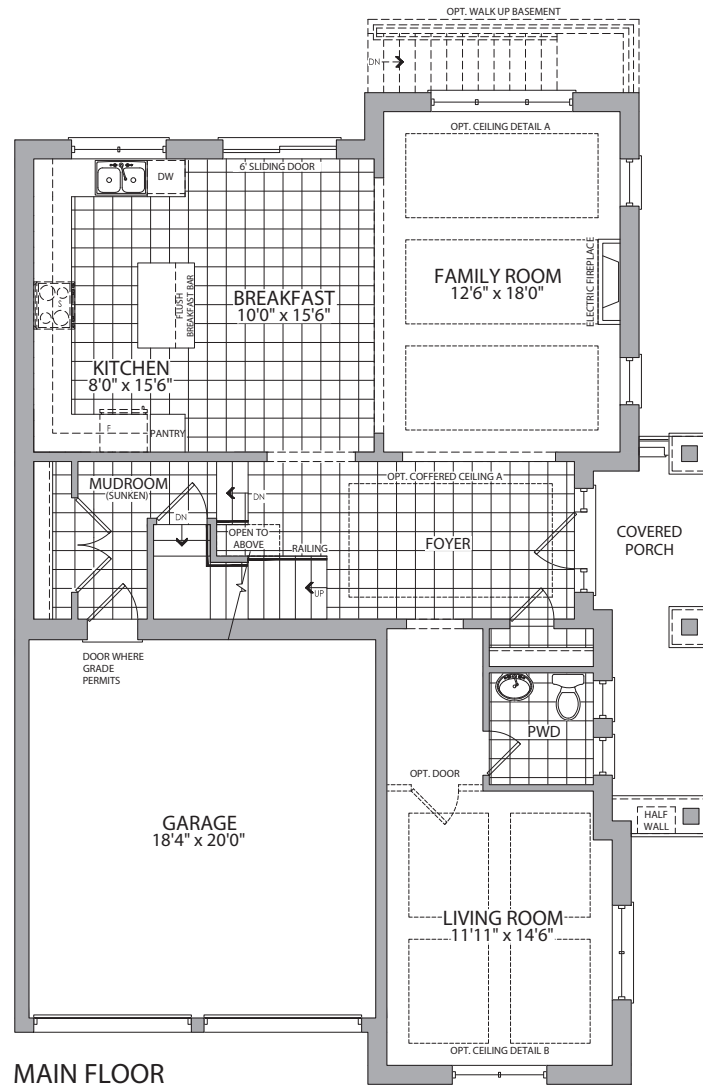 OPT. WALK UP BASEMENT
DN
OPT. CEILING DETAIL A
6' SLIDING DOOR
DW
FAMILY ROOM
12'6" x 18'0"
ELECTRIC FIREPLACE
BREAKFAST
10'0" x 15'6"
FLUSH
BREAKFAST BAR
S
KITCHEN
8'0" x 15'6"
F
PANTRY
MUDROOM
(SUNKEN)
DN
DN
OPT. COFFERED CEILING A
OPEN TO
ABOVE
RAILING
FOYER
UP
COVERED
PORCH
DOOR WHERE
GRADE
PERMITS
PWD
OPT. DOOR
GARAGE
18'4" x 20'0"
HALF
WALL
LIVING ROOM
11'11" x 14'6"
OPT. CEILING DETAIL B
MAIN FLOOR